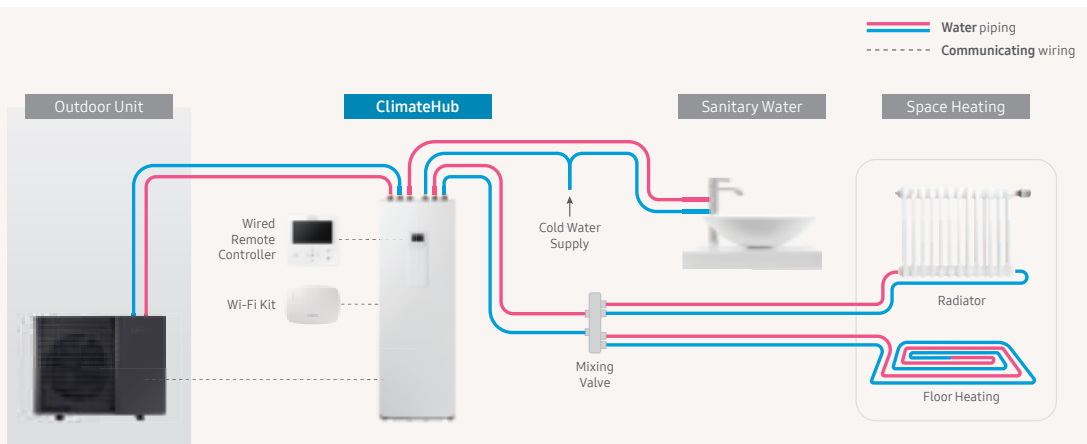 Water piping
Communicating wiring
Outdoor Unit
ClimateHub
Sanitary Water
Space Heating
Wired
Remote
Controller
Wi-Fi Kit
Cold Water
Supply
Mixing
Valve
Radiator
Floor Heating